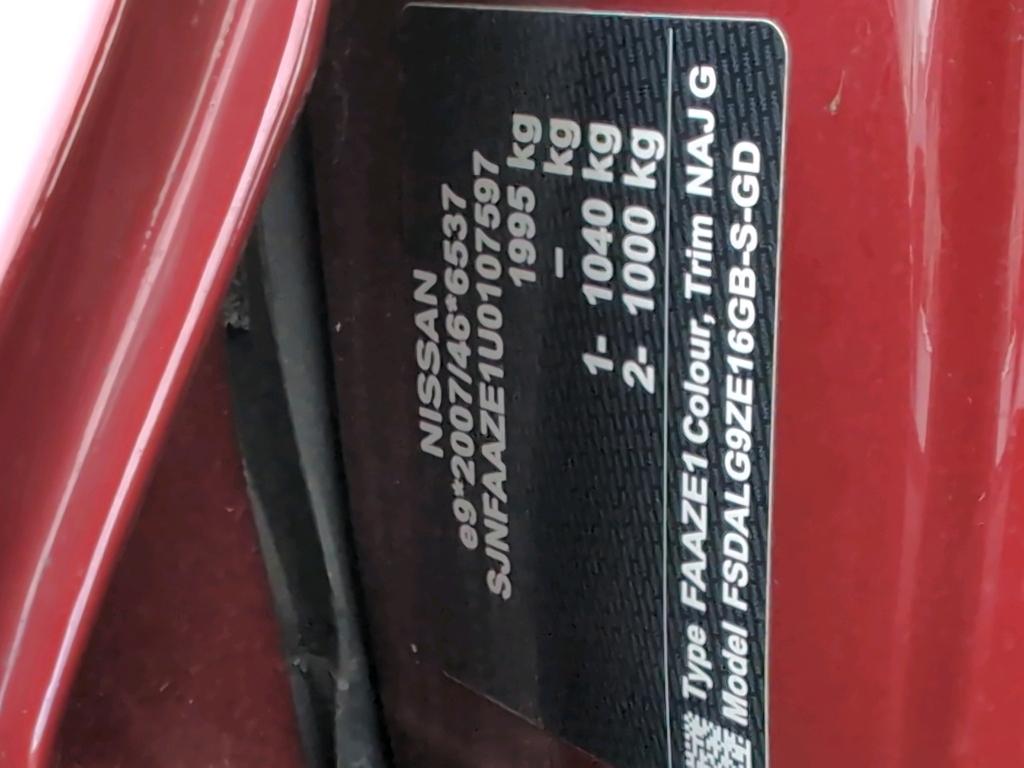 NISSAN
e9*2007/46*6537
SJNFAAZE1U0107597
1995 kg
– kg
1- 1040 kg
2- 1000 kg
Type FAAZE1 Colour, Trim NAJ G
Model FSDALG9ZE16GB-S-GD